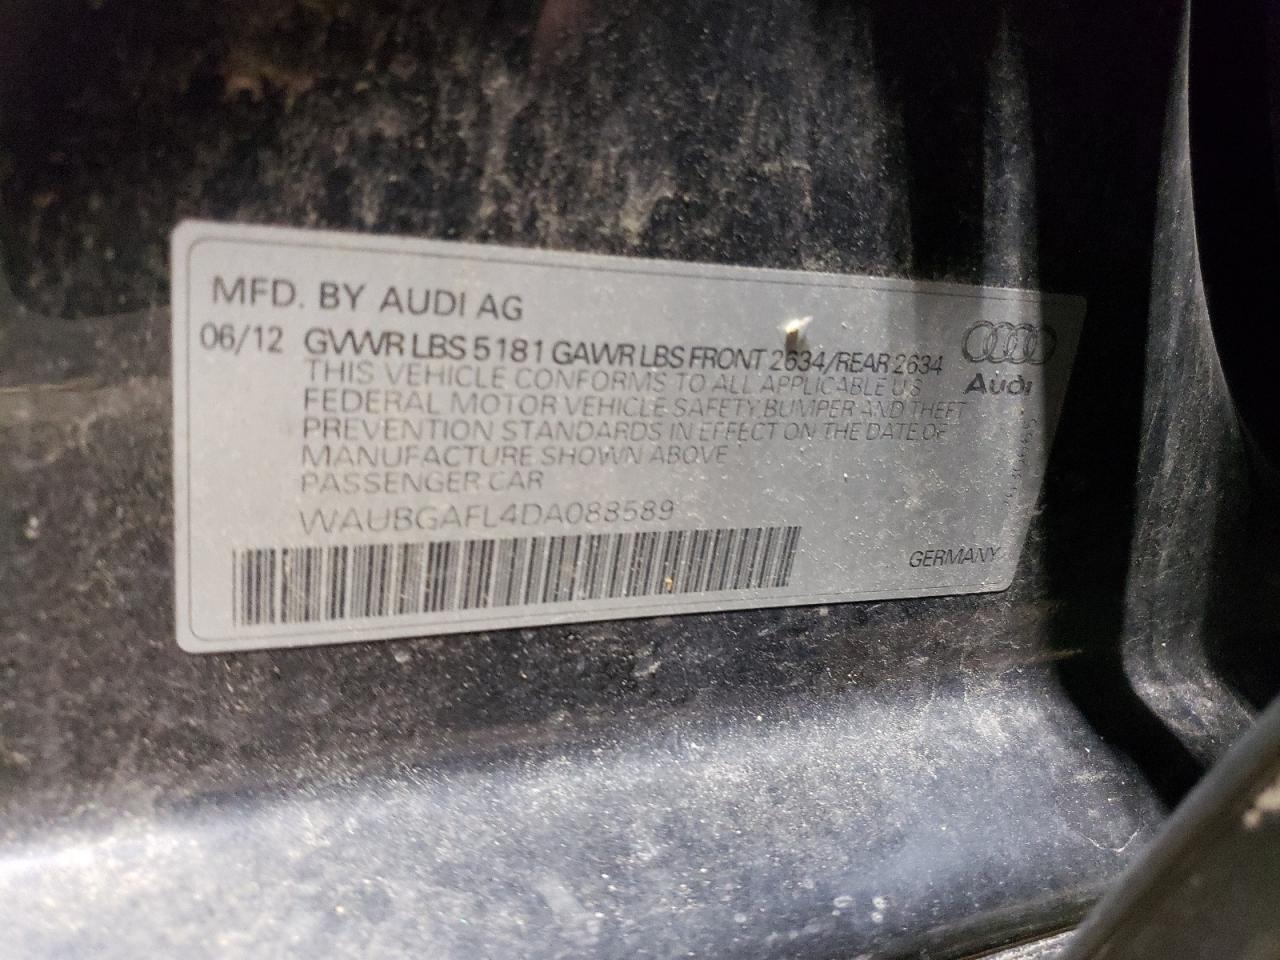 MFD. BY AUDI AG
06/12 GVWR LBS 5181 GAWR LBS FRONT 2634/REAR 2634
THIS VEHICLE CONFORMS TO ALL APPLICABLE U.S.
FEDERAL MOTOR VEHICLE SAFETY, BUMPER AND THEFT
PREVENTION STANDARDS IN EFFECT ON THE DATE OF
MANUFACTURE SHOWN ABOVE
PASSENGER CAR
WAUBGAFL4DA088589
Audi
GERMANY